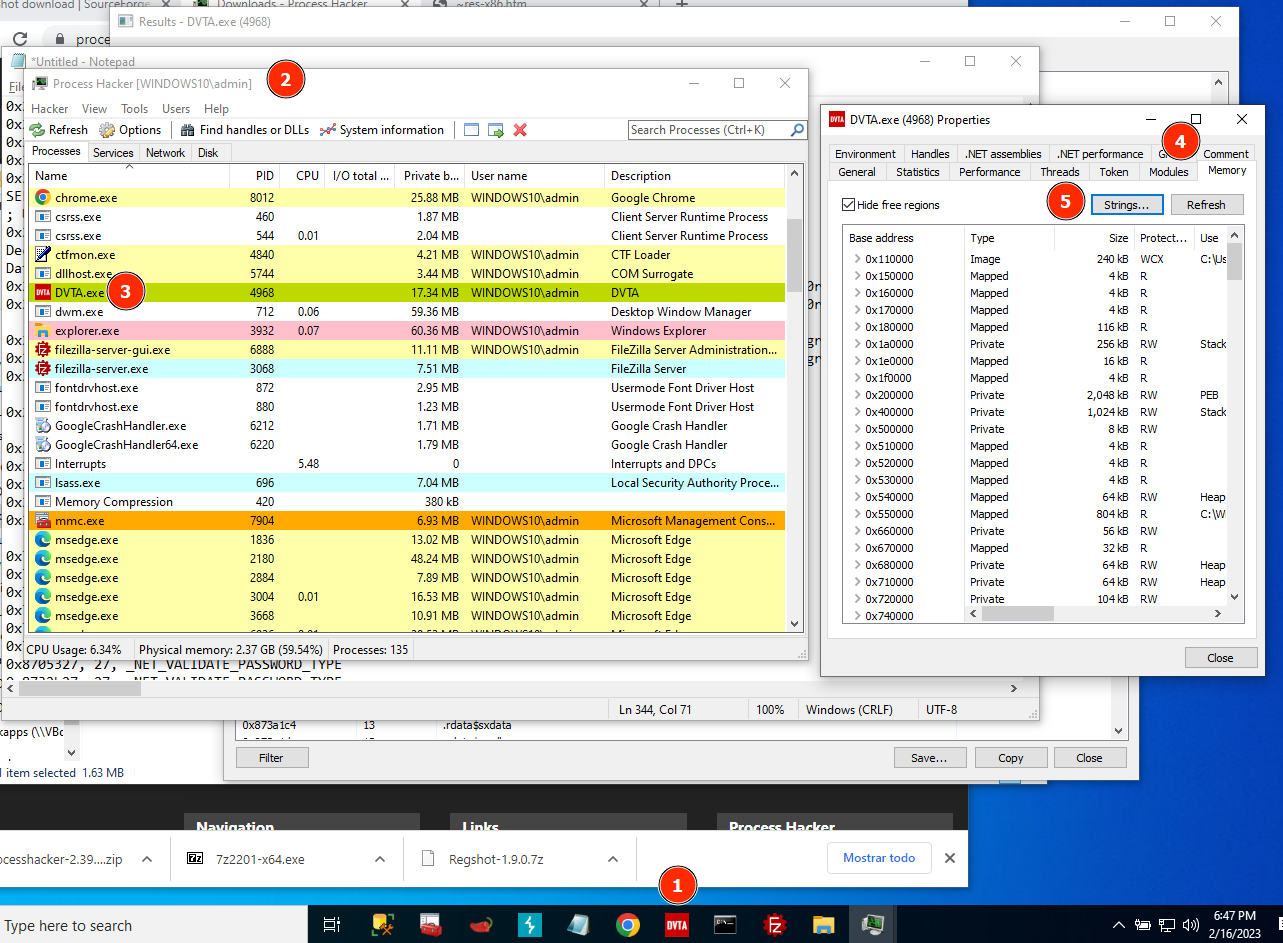 hot download | SourceForge
Downloads - Process Hacker
~res-x86.htm
Results - DVTA.exe (4968)
proce
*Untitled - Notepad
File
Process Hacker [WINDOWS10\admin]
2
Hacker View Tools Users Help
Refresh Options Find handles or DLLs System information
Search Processes (Ctrl+K)
Processes Services Network Disk
Name PID CPU I/O total ... Private b... User name Description
chrome.exe 8012 25.88 MB WINDOWS10\admin Google Chrome
csrss.exe 460 1.87 MB Client Server Runtime Process
csrss.exe 544 0.01 2.04 MB Client Server Runtime Process
ctfmon.exe 4840 4.21 MB WINDOWS10\admin CTF Loader
dllhost.exe 5744 3.44 MB WINDOWS10\admin COM Surrogate
DVTA DVTA.exe 4968 17.34 MB WINDOWS10\admin DVTA
3
dwm.exe 712 0.06 59.36 MB Desktop Window Manager
explorer.exe 3932 0.07 60.36 MB WINDOWS10\admin Windows Explorer
filezilla-server-gui.exe 6888 11.11 MB WINDOWS10\admin FileZilla Server Administration...
filezilla-server.exe 3068 7.51 MB FileZilla Server
fontdrvhost.exe 872 2.95 MB Usermode Font Driver Host
fontdrvhost.exe 880 1.23 MB Usermode Font Driver Host
GoogleCrashHandler.exe 6212 1.71 MB Google Crash Handler
GoogleCrashHandler64.exe 6220 1.79 MB Google Crash Handler
Interrupts 5.48 0 Interrupts and DPCs
lsass.exe 696 7.04 MB Local Security Authority Proce...
Memory Compression 420 380 kB
mmc.exe 7904 6.93 MB WINDOWS10\admin Microsoft Management Cons...
msedge.exe 1836 13.02 MB WINDOWS10\admin Microsoft Edge
msedge.exe 2180 48.24 MB WINDOWS10\admin Microsoft Edge
msedge.exe 2884 7.89 MB WINDOWS10\admin Microsoft Edge
msedge.exe 3004 0.01 16.53 MB WINDOWS10\admin Microsoft Edge
msedge.exe 3668 10.91 MB WINDOWS10\admin Microsoft Edge
CPU Usage: 6.34% Physical memory: 2.37 GB (59.54%) Processes: 135
0x8705327, 27, _NET_VALIDATE_PASSWORD_TYPE
Ln 344, Col 71 100% Windows (CRLF) UTF-8
0x873a1c4 13 .rdata$sxdata
Filter Save... Copy Close
DVTA DVTA.exe (4968) Properties
4
Environment Handles .NET assemblies .NET performance Comment
General Statistics Performance Threads Token Modules Memory
Hide free regions
5
Strings... Refresh
Base address Type Size Protect... Use
0x110000 Image 240 kB WCX C:\Us
0x150000 Mapped 4 kB R
0x160000 Mapped 4 kB R
0x170000 Mapped 4 kB R
0x180000 Mapped 116 kB R
0x1a0000 Private 256 kB RW Stack
0x1e0000 Mapped 16 kB R
0x1f0000 Mapped 4 kB R
0x200000 Private 2,048 kB RW PEB
0x400000 Private 1,024 kB RW Stack
0x500000 Private 8 kB RW
0x510000 Mapped 4 kB R
0x520000 Mapped 4 kB R
0x530000 Mapped 4 kB R
0x540000 Mapped 64 kB RW Heap
0x550000 Mapped 804 kB R C:\W
0x660000 Private 56 kB RW
0x670000 Mapped 32 kB R
0x680000 Private 64 kB RW Heap
0x710000 Private 64 kB RW Heap
0x720000 Private 104 kB RW
0x740000
Close
kapps (\\VBo
item selected 1.63 MB
Navigation Links Process Hacker
ocesshacker-2.39....zip
7z2201-x64.exe
Regshot-1.9.0.7z
Mostrar todo
1
Type here to search
DVTA
6:47 PM
2/16/2023